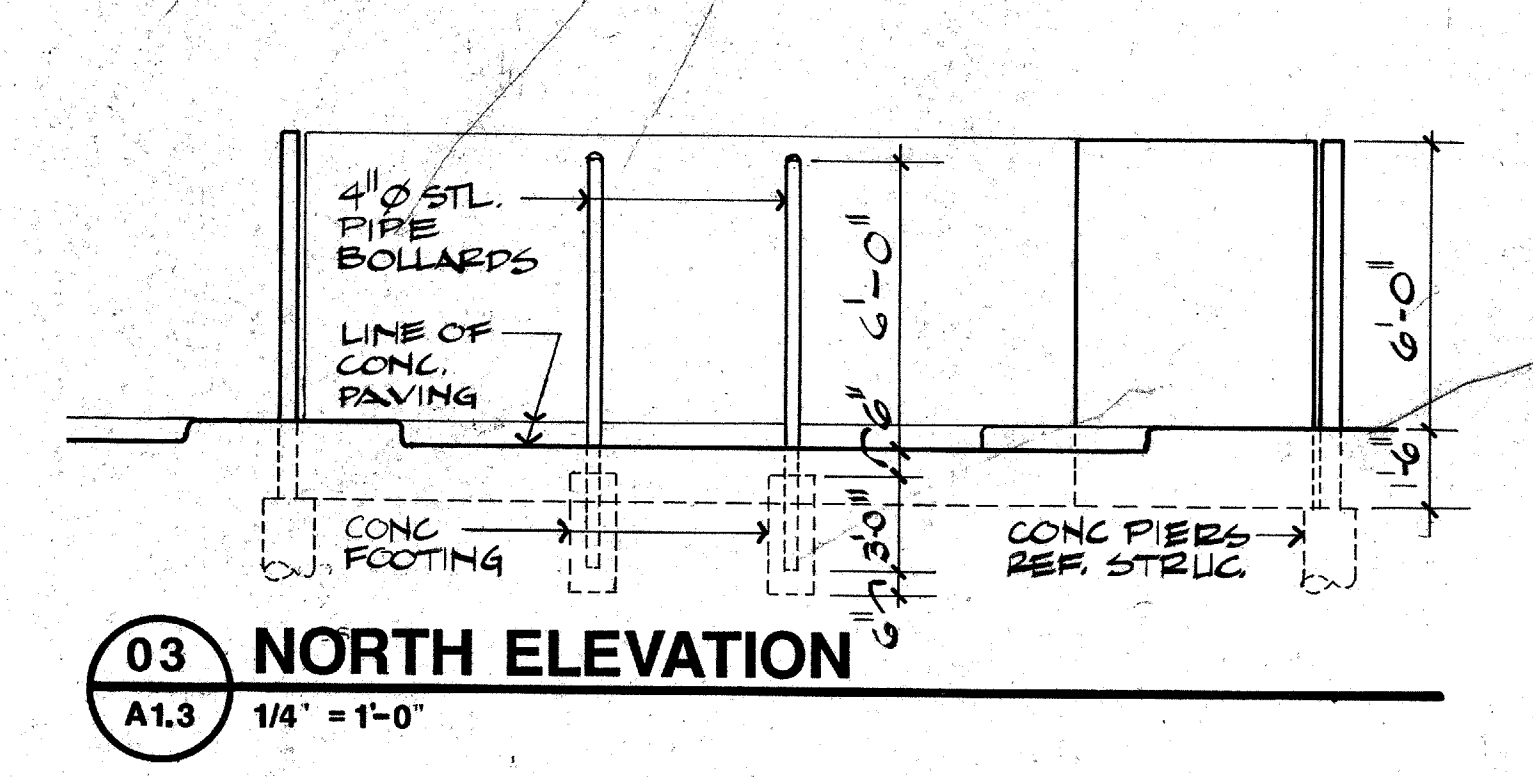 4"Ø STL.
PIPE
BOLLARDS
LINE OF
CONC.
PAVING
6'-0"
6"
3'-0"
6"
6'-0"
1'-6"
CONC
FOOTING
CONC PIERS
REF. STRUC.
03
NORTH ELEVATION
A1.3
1/4" = 1'-0"